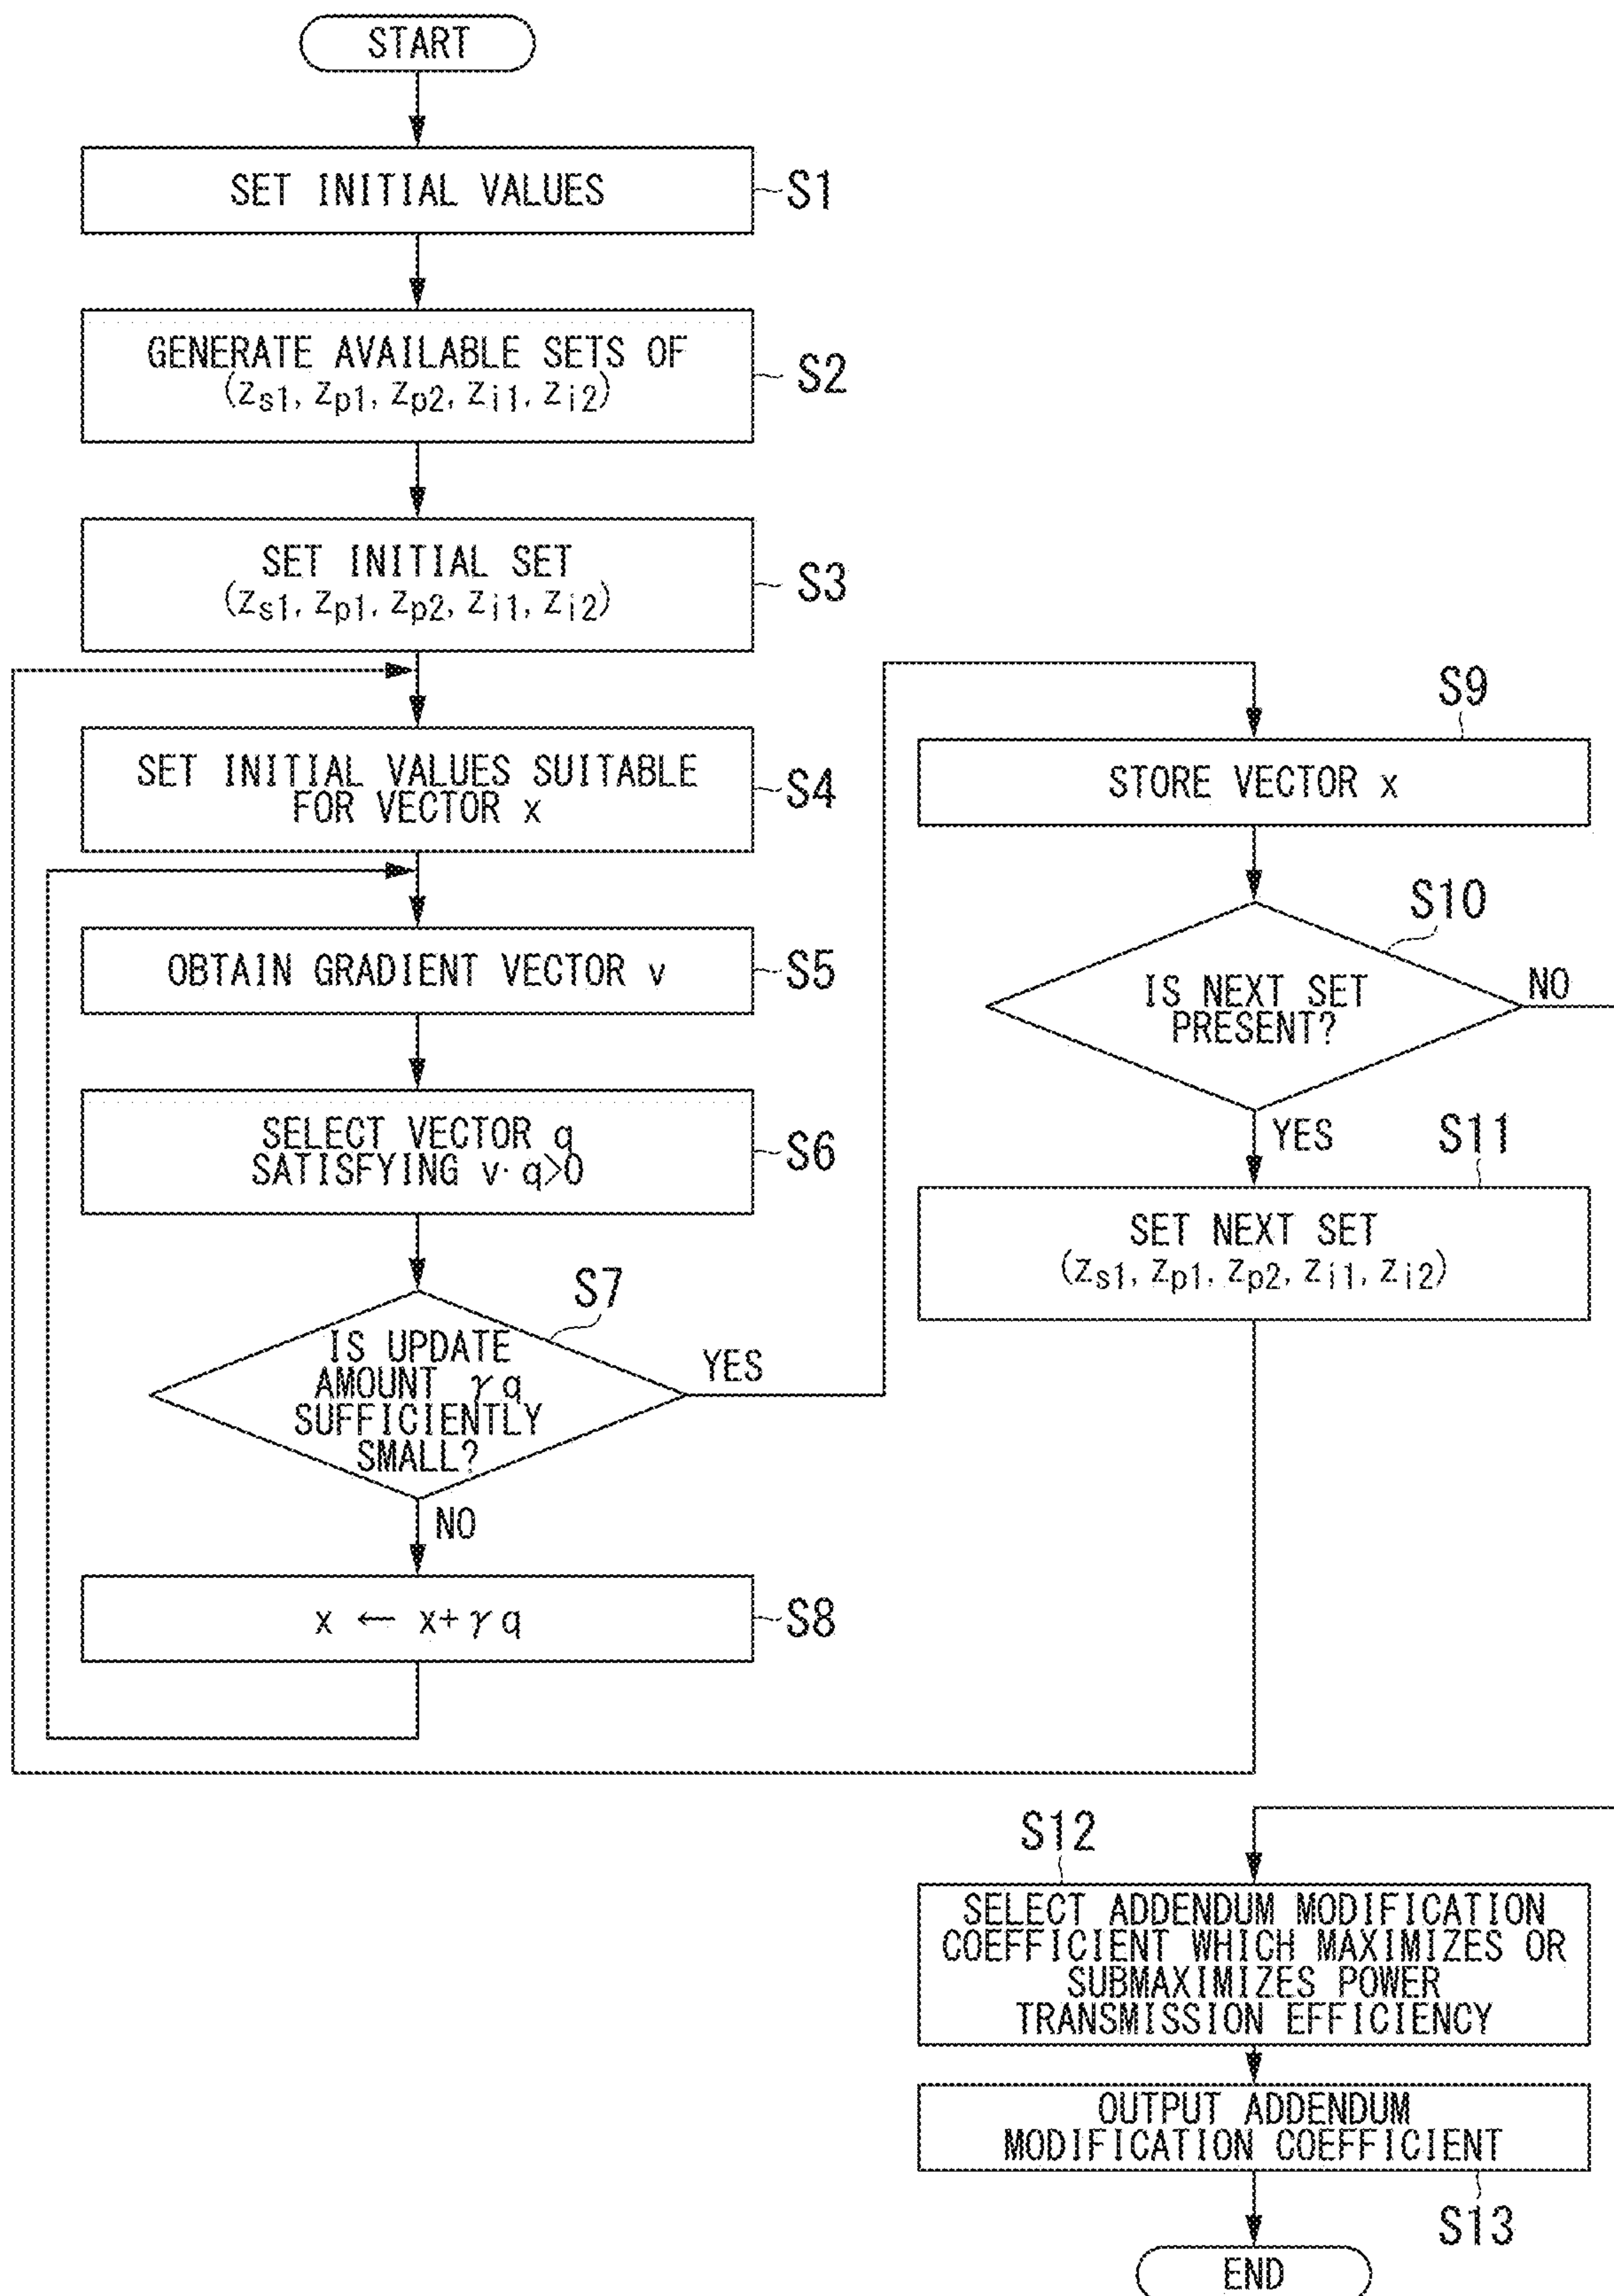 START
SET INITIAL VALUES
S1
GENERATE AVAILABLE SETS OF
(zs1, zp1, zp2, zi1, zi2)
S2
SET INITIAL SET
(zs1, zp1, zp2, zi1, zi2)
S3
SET INITIAL VALUES SUITABLE
FOR VECTOR x
S4
OBTAIN GRADIENT VECTOR v
S5
SELECT VECTOR q
SATISFYING v·q>0
S6
S7
IS UPDATE
AMOUNT γq
SUFFICIENTLY
SMALL?
YES
NO
x ← x+γq
S8
S9
STORE VECTOR x
S10
IS NEXT SET
PRESENT?
NO
YES
S11
SET NEXT SET
(zs1, zp1, zp2, zi1, zi2)
S12
SELECT ADDENDUM MODIFICATION
COEFFICIENT WHICH MAXIMIZES OR
SUBMAXIMIZES POWER
TRANSMISSION EFFICIENCY
OUTPUT ADDENDUM
MODIFICATION COEFFICIENT
S13
END